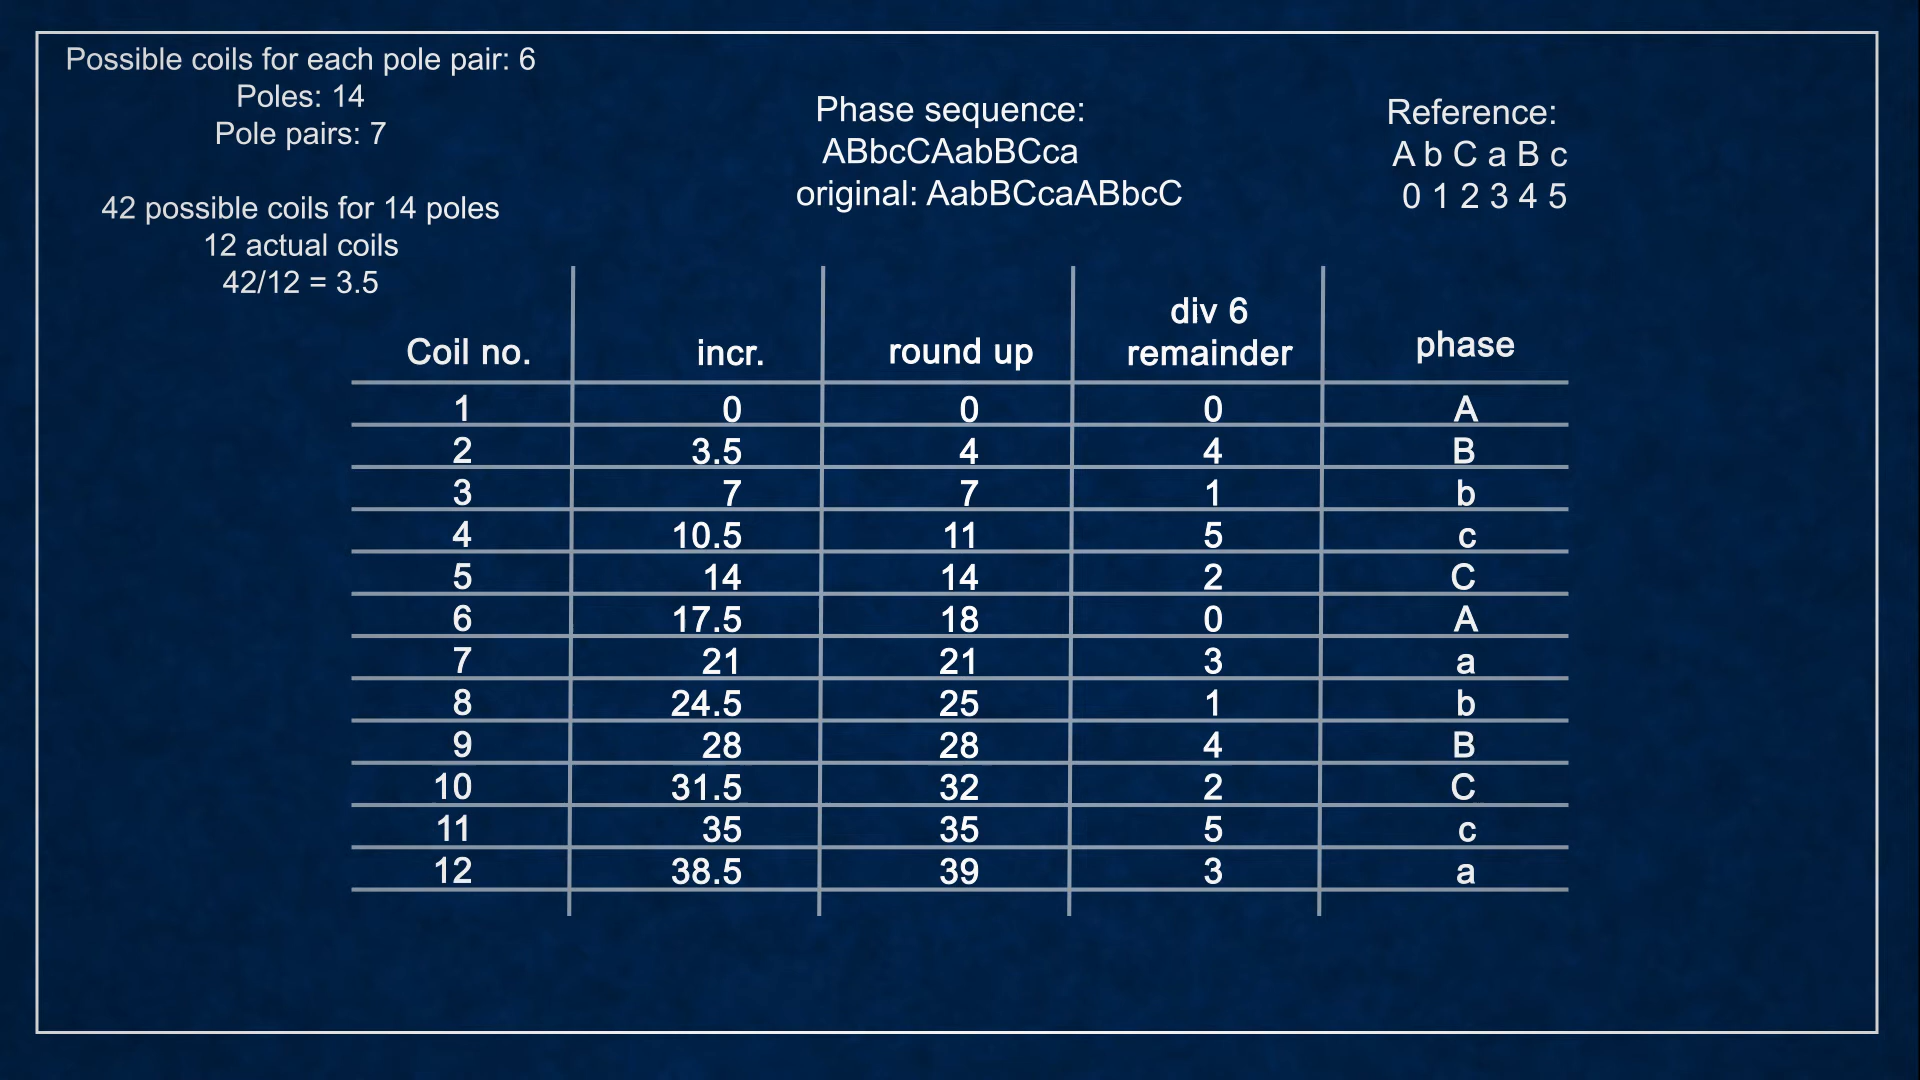 Possible coils for each pole pair: 6
Poles: 14
Pole pairs: 7
42 possible coils for 14 poles
12 actual coils
42/12 = 3.5
Phase sequence:
ABbcCAabBCca
original: AabBCcaABbcC
Reference:
A b C a B c
0 1 2 3 4 5
Coil no. incr. round up div 6 remainder phase
1 0 0 0 A
2 3.5 4 4 B
3 7 7 1 b
4 10.5 11 5 c
5 14 14 2 C
6 17.5 18 0 A
7 21 21 3 a
8 24.5 25 1 b
9 28 28 4 B
10 31.5 32 2 C
11 35 35 5 c
12 38.5 39 3 a